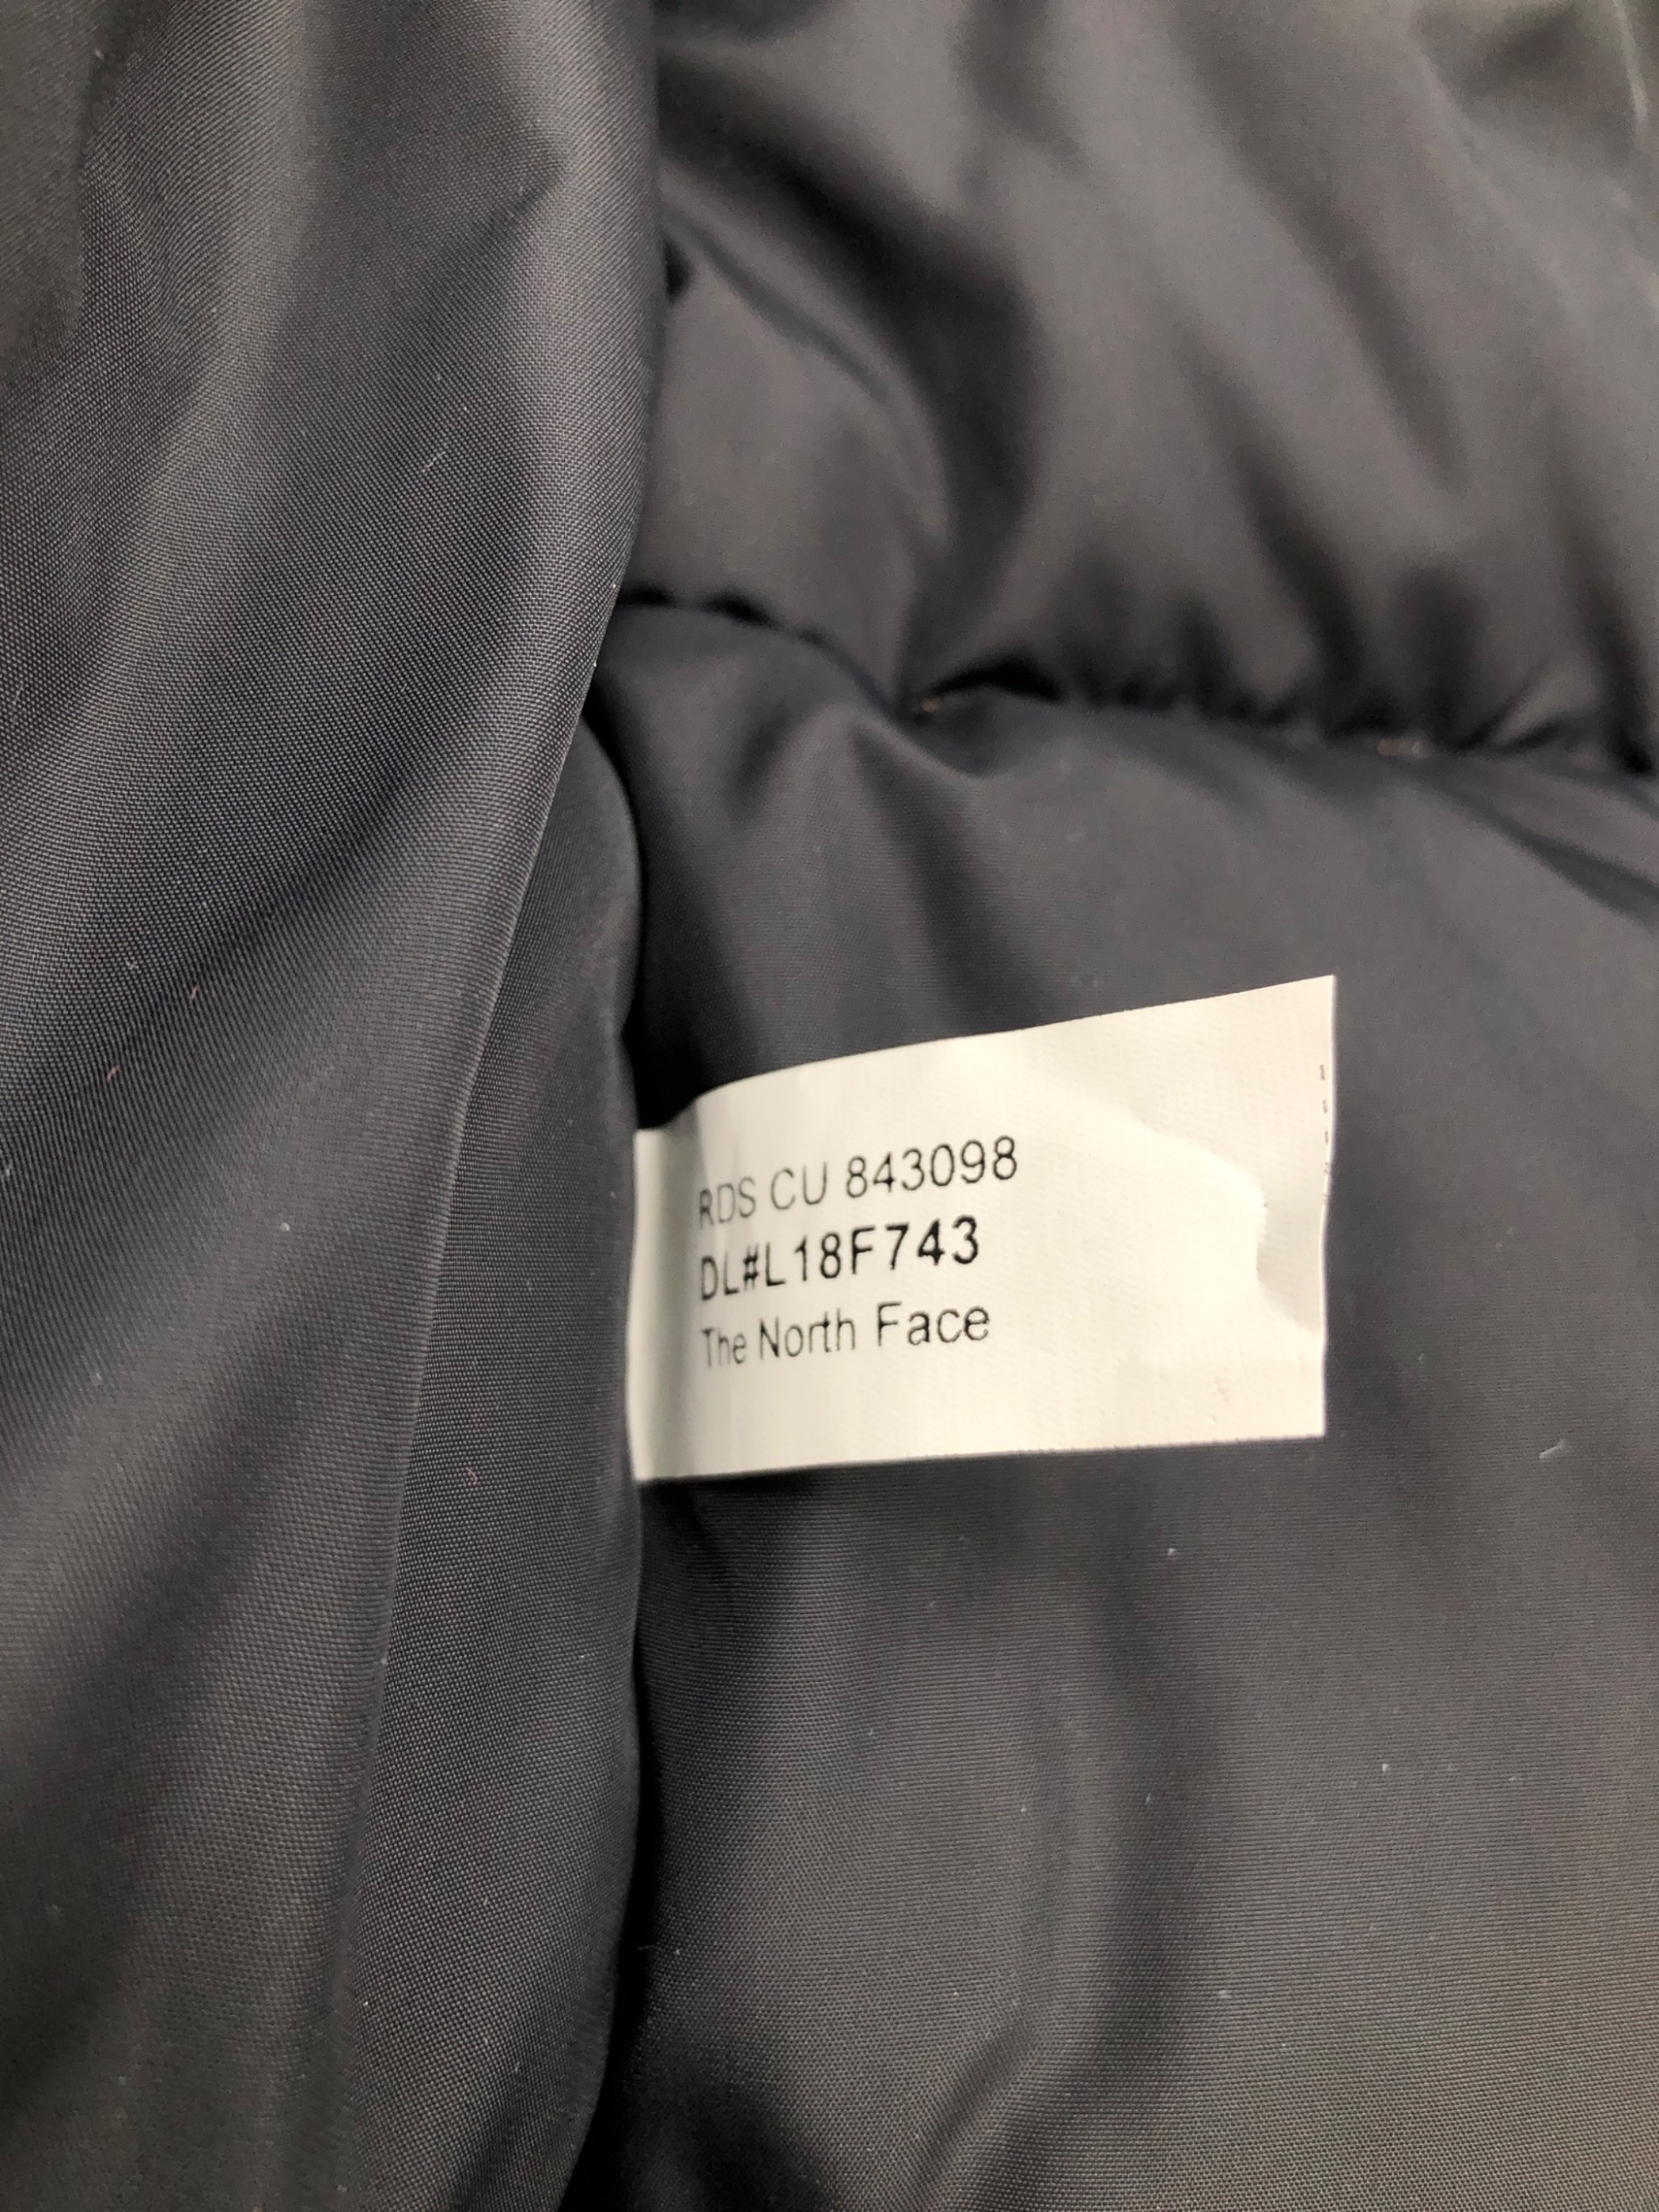 RDS CU 843098
DL#L18F743
The North Face